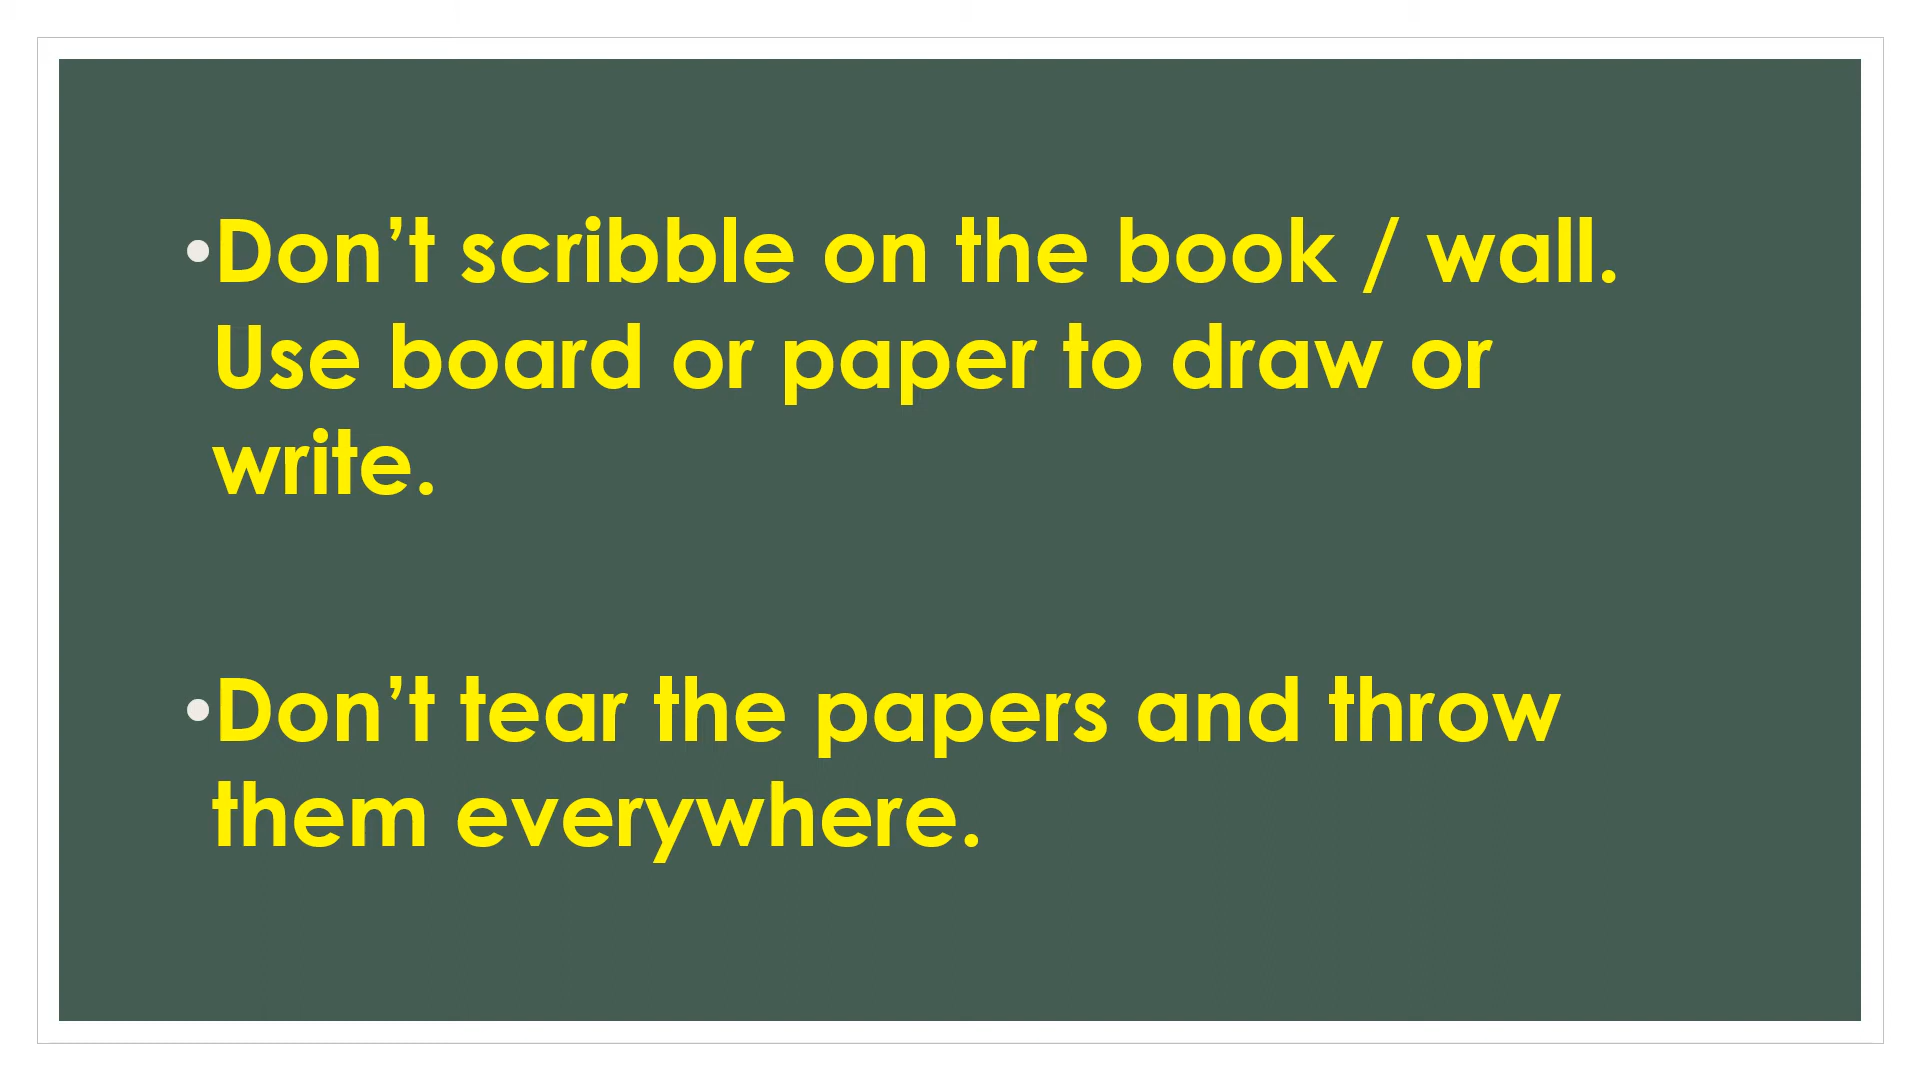 •Don’t scribble on the book / wall.
Use board or paper to draw or
write.
•Don’t tear the papers and throw
them everywhere.